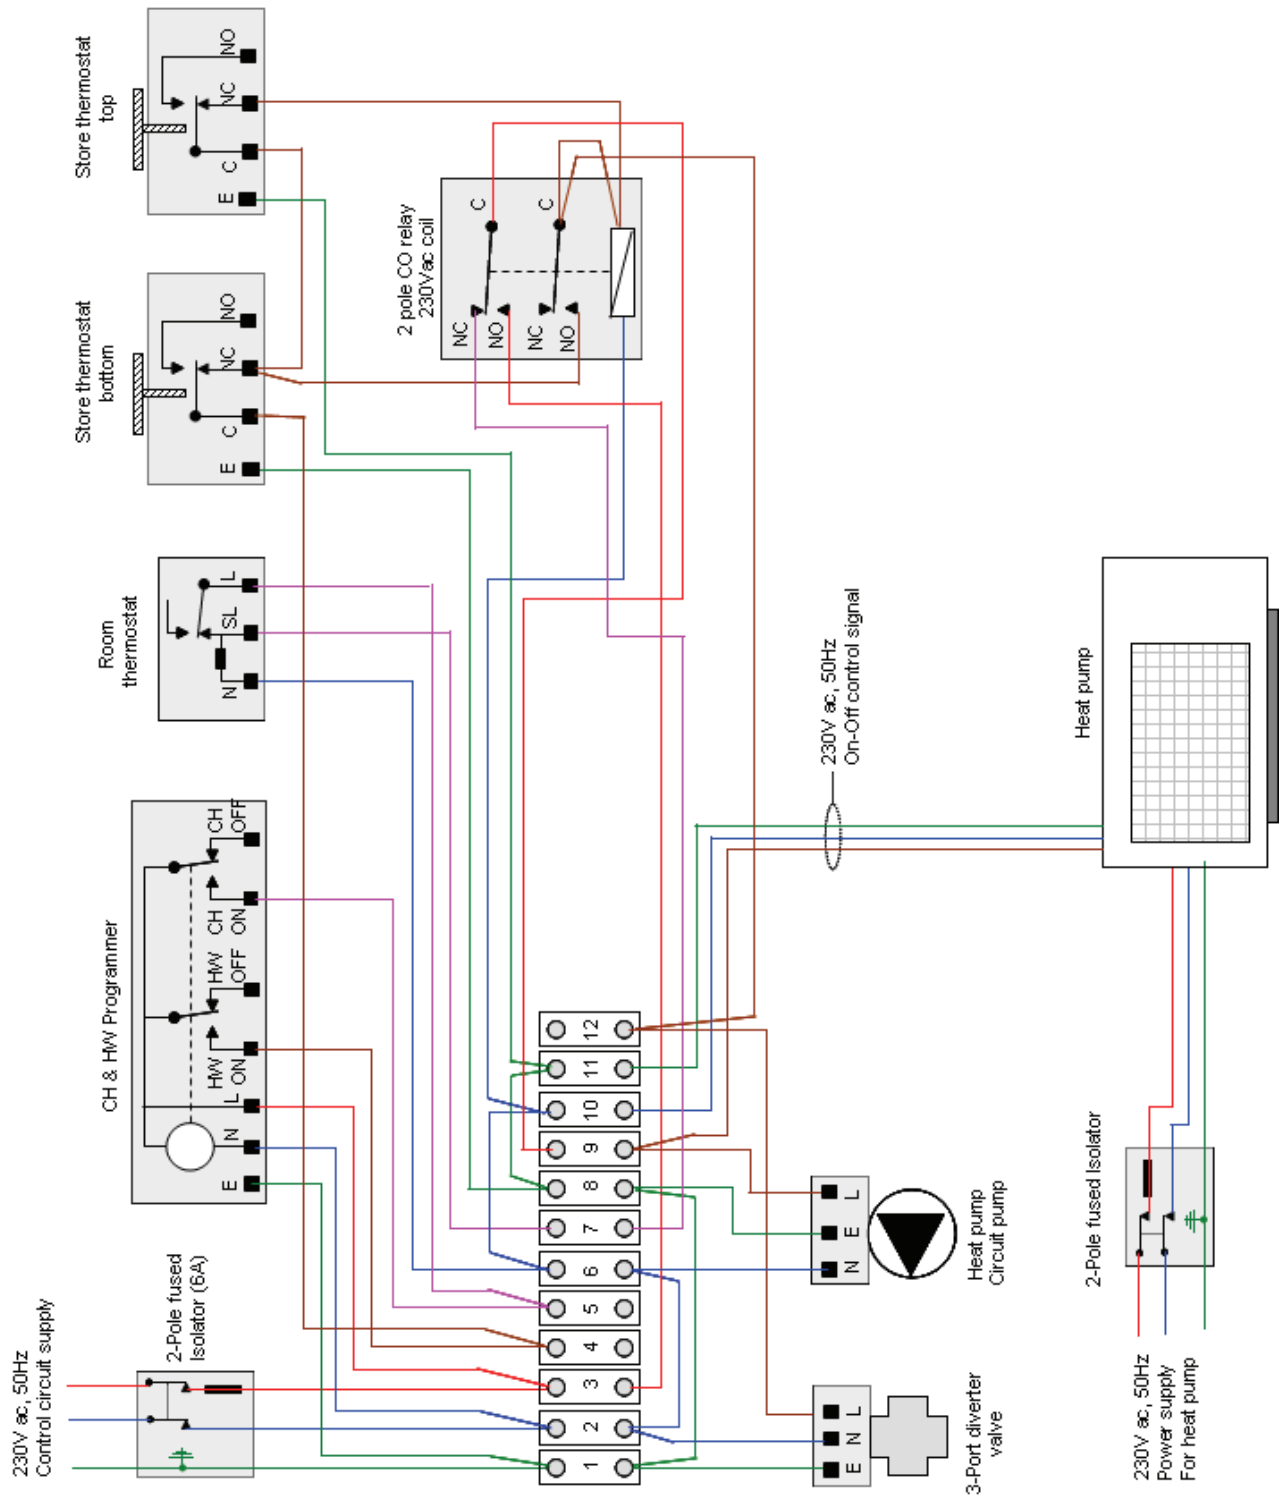 230V ac, 50Hz
Control circuit supply
2-Pole fused
Isolator (6A)
CH & HW Programmer
E
N
L
HW
ON
HW
OFF
CH
ON
CH
OFF
Room
thermostat
N
SL
L
Store thermostat
bottom
E
C
NC
NO
Store thermostat
top
E
C
NC
NO
2 pole CO relay
230Vac coil
NC
NO
C
NC
NO
C
1
2
3
4
5
6
7
8
9
10
11
12
3-Port diverter
valve
E
N
L
Heat pump
Circuit pump
N
E
L
230V ac, 50Hz
On-Off control signal
Heat pump
2-Pole fused Isolator
230V ac, 50Hz
Power supply
For heat pump